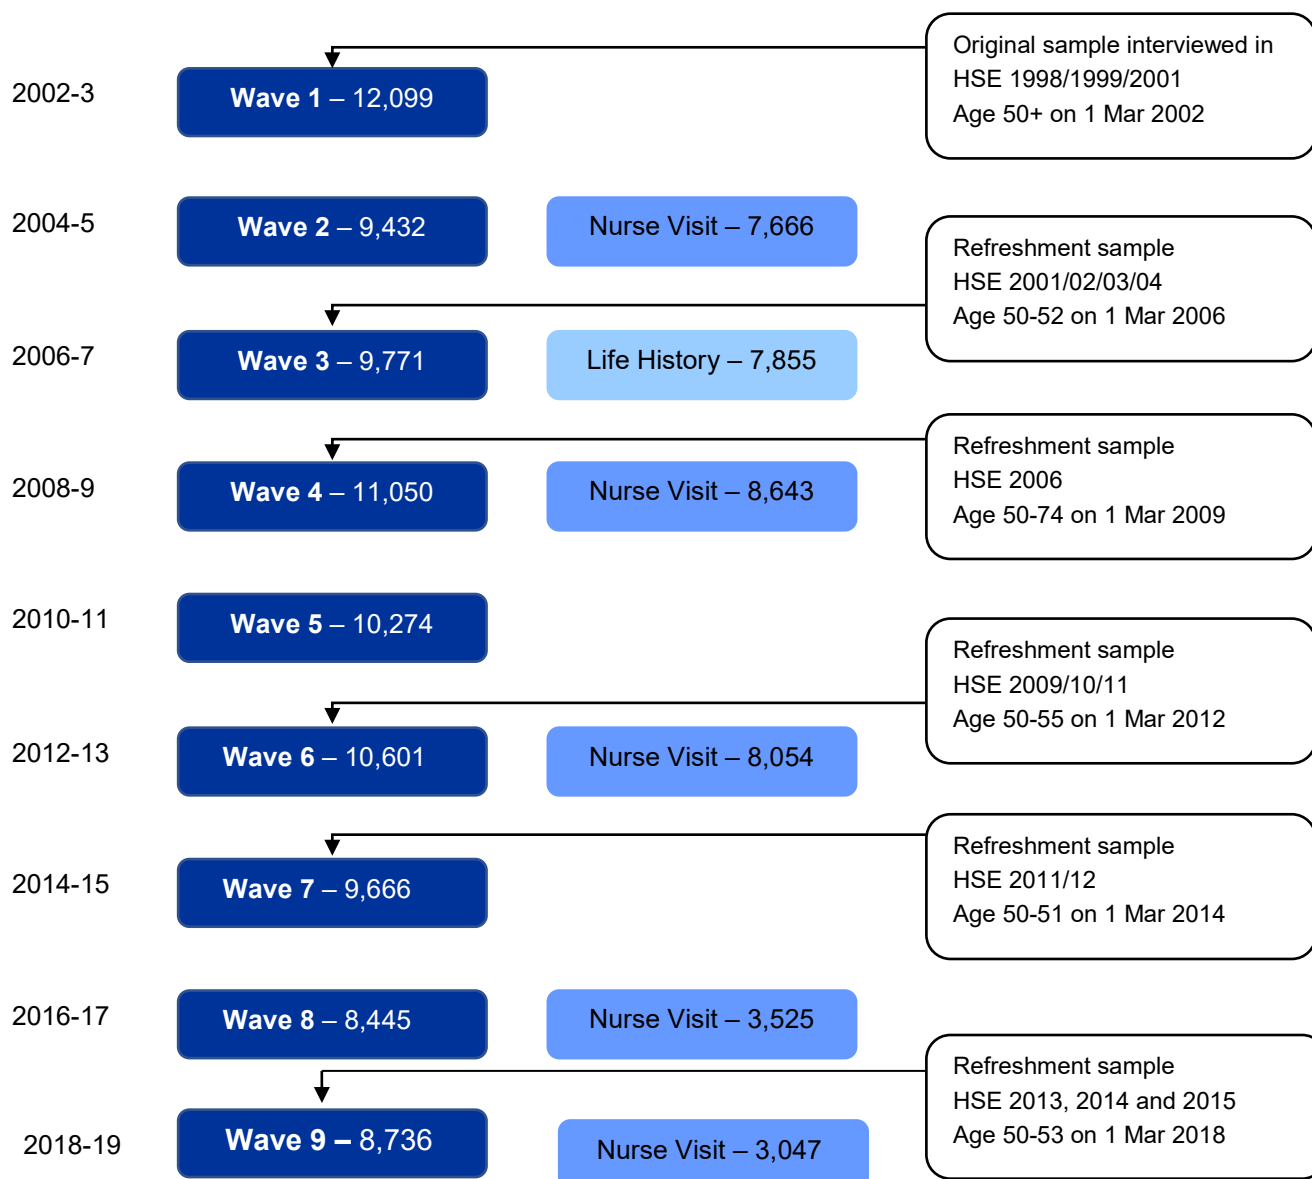 Original sample interviewed in
HSE 1998/1999/2001
Age 50+ on 1 Mar 2002
2002-3
Wave 1 – 12,099
2004-5
Wave 2 – 9,432
Nurse Visit – 7,666
Refreshment sample
HSE 2001/02/03/04
Age 50-52 on 1 Mar 2006
2006-7
Wave 3 – 9,771
Life History – 7,855
Refreshment sample
HSE 2006
Age 50-74 on 1 Mar 2009
2008-9
Wave 4 – 11,050
Nurse Visit – 8,643
2010-11
Wave 5 – 10,274
Refreshment sample
HSE 2009/10/11
Age 50-55 on 1 Mar 2012
2012-13
Wave 6 – 10,601
Nurse Visit – 8,054
Refreshment sample
HSE 2011/12
Age 50-51 on 1 Mar 2014
2014-15
Wave 7 – 9,666
2016-17
Wave 8 – 8,445
Nurse Visit – 3,525
Refreshment sample
HSE 2013, 2014 and 2015
Age 50-53 on 1 Mar 2018
2018-19
Wave 9 – 8,736
Nurse Visit – 3,047